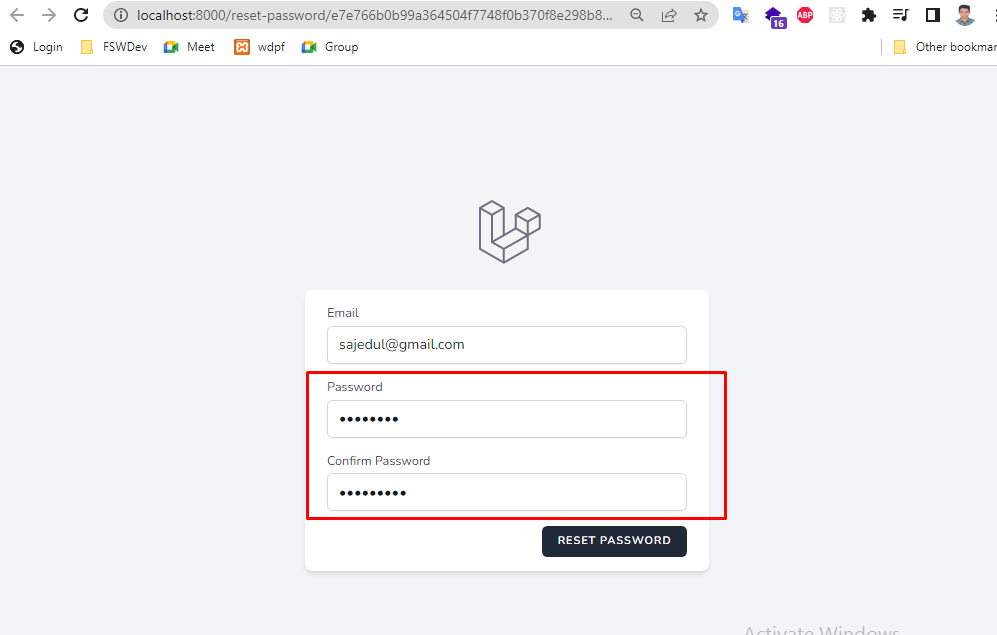 localhost:8000/reset-password/e7e766b0b99a364504f7748f0b370f8e298b8...
16
ABP
Login FSWDev Meet wdpf Group Other bookmar
Email
sajedul@gmail.com
Password
••••••••
Confirm Password
•••••••••
RESET PASSWORD
Activate Windows